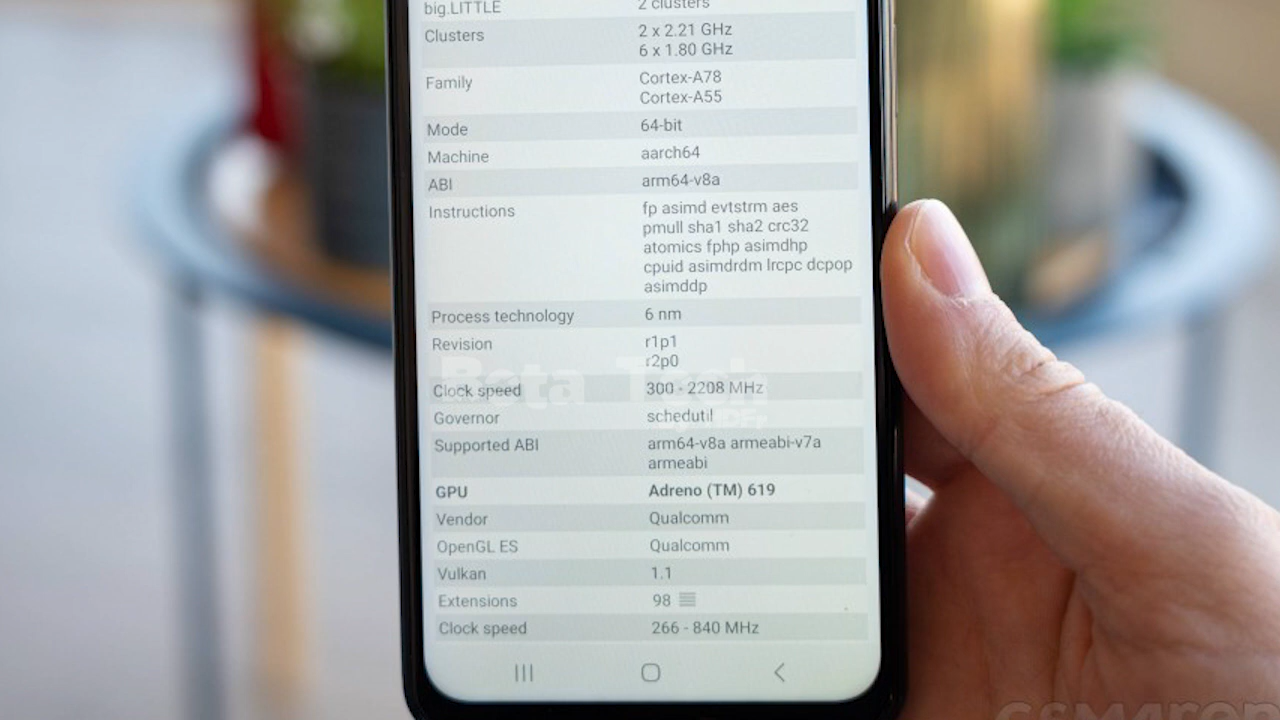 big.LITTLE 2 clusters
Clusters 2 x 2.21 GHz
6 x 1.80 GHz
Family Cortex-A78
Cortex-A55
Mode 64-bit
Machine aarch64
ABI arm64-v8a
Instructions fp asimd evtstrm aes
pmull sha1 sha2 crc32
atomics fphp asimdhp
cpuid asimdrdm lrcpc dcpop
asimddp
Process technology 6 nm
Revision r1p1
r2p0
Beta Tech
Clock speed 300 - 2208 MHz
Governor schedutil
Supported ABI arm64-v8a armeabi-v7a
armeabi
GPU Adreno (TM) 619
Vendor Qualcomm
OpenGL ES Qualcomm
Vulkan 1.1
Extensions 98
Clock speed 266 - 840 MHz